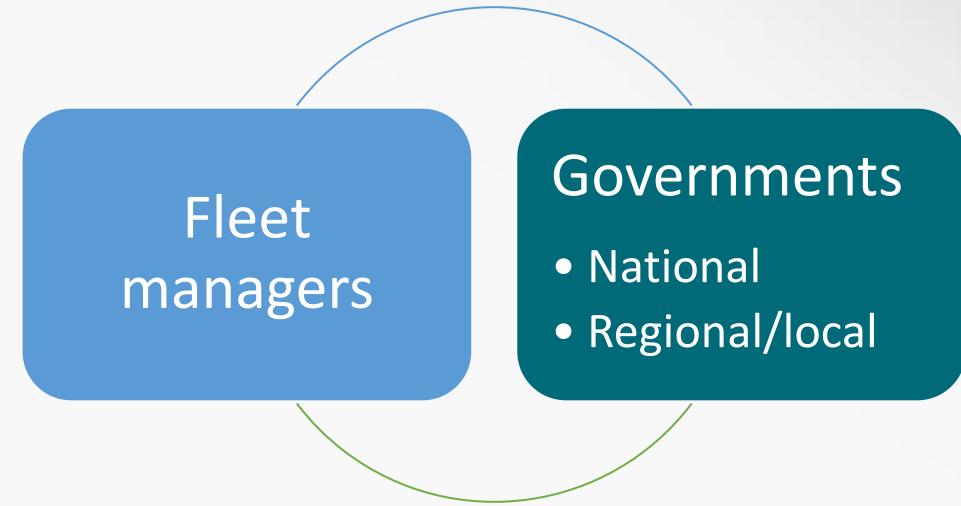 Fleet
managers
Governments
• National
• Regional/local